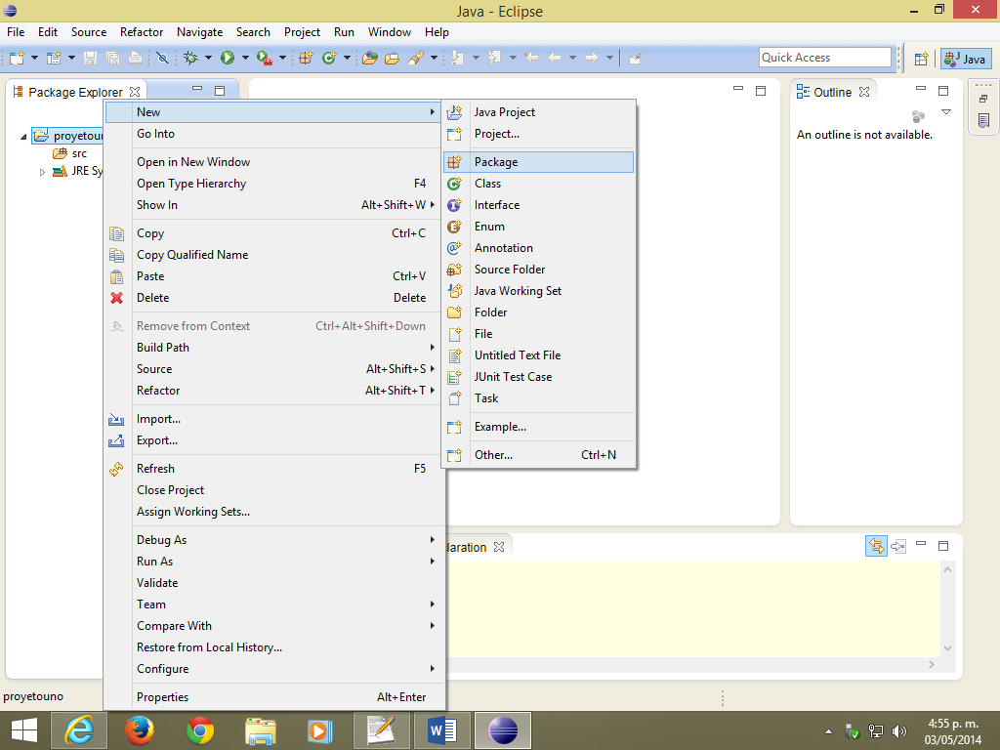 Java - Eclipse
File Edit Source Refactor Navigate Search Project Run Window Help
Quick Access
Java
Package Explorer
Outline
An outline is not available.
proyetou
src
JRE Sy
New
Go Into
Open in New Window
Open Type Hierarchy F4
Show In Alt+Shift+W
Copy Ctrl+C
Copy Qualified Name
Paste Ctrl+V
Delete Delete
Remove from Context Ctrl+Alt+Shift+Down
Build Path
Source Alt+Shift+S
Refactor Alt+Shift+T
Import...
Export...
Refresh F5
Close Project
Assign Working Sets...
Debug As
Run As
Validate
Team
Compare With
Restore from Local History...
Configure
Properties Alt+Enter
Java Project
Project...
Package
Class
Interface
Enum
Annotation
Source Folder
Java Working Set
Folder
File
Untitled Text File
JUnit Test Case
Task
Example...
Other... Ctrl+N
laration
proyetouno
4:55 p. m.
03/05/2014